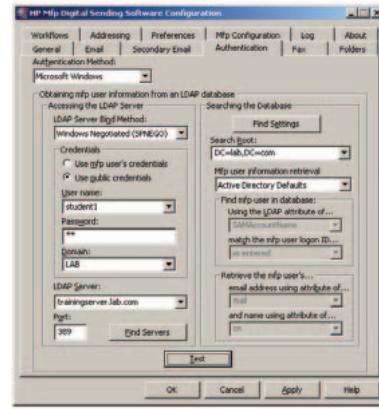 HP Mfp Digital Sending Software Configuration
Workflows Addressing Preferences Mfp Configuration Log About
General Email Secondary Email Authentication Fax Folders
Authentication Method:
Microsoft Windows
Obtaining mfp user information from an LDAP database
Accessing the LDAP Server
LDAP Server Bind Method:
Windows Negotiated (SPNEGO)
Credentials
Use mfp user's credentials
Use public credentials
User name:
student1
Password:
**
Domain:
LAB
LDAP Server:
trainingserver.lab.com
Port:
389 Find Servers
Searching the Database
Find Settings
Search Root:
DC=lab,DC=com
Mfp user information retrieval
Active Directory Defaults
Find mfp user in database:
Using the LDAP attribute of...
SAMAccountName
match the mfp user logon ID...
as entered
Retrieve the mfp user's...
email address using attribute of...
mail
and name using attribute of...
cn
Test
OK Cancel Apply Help